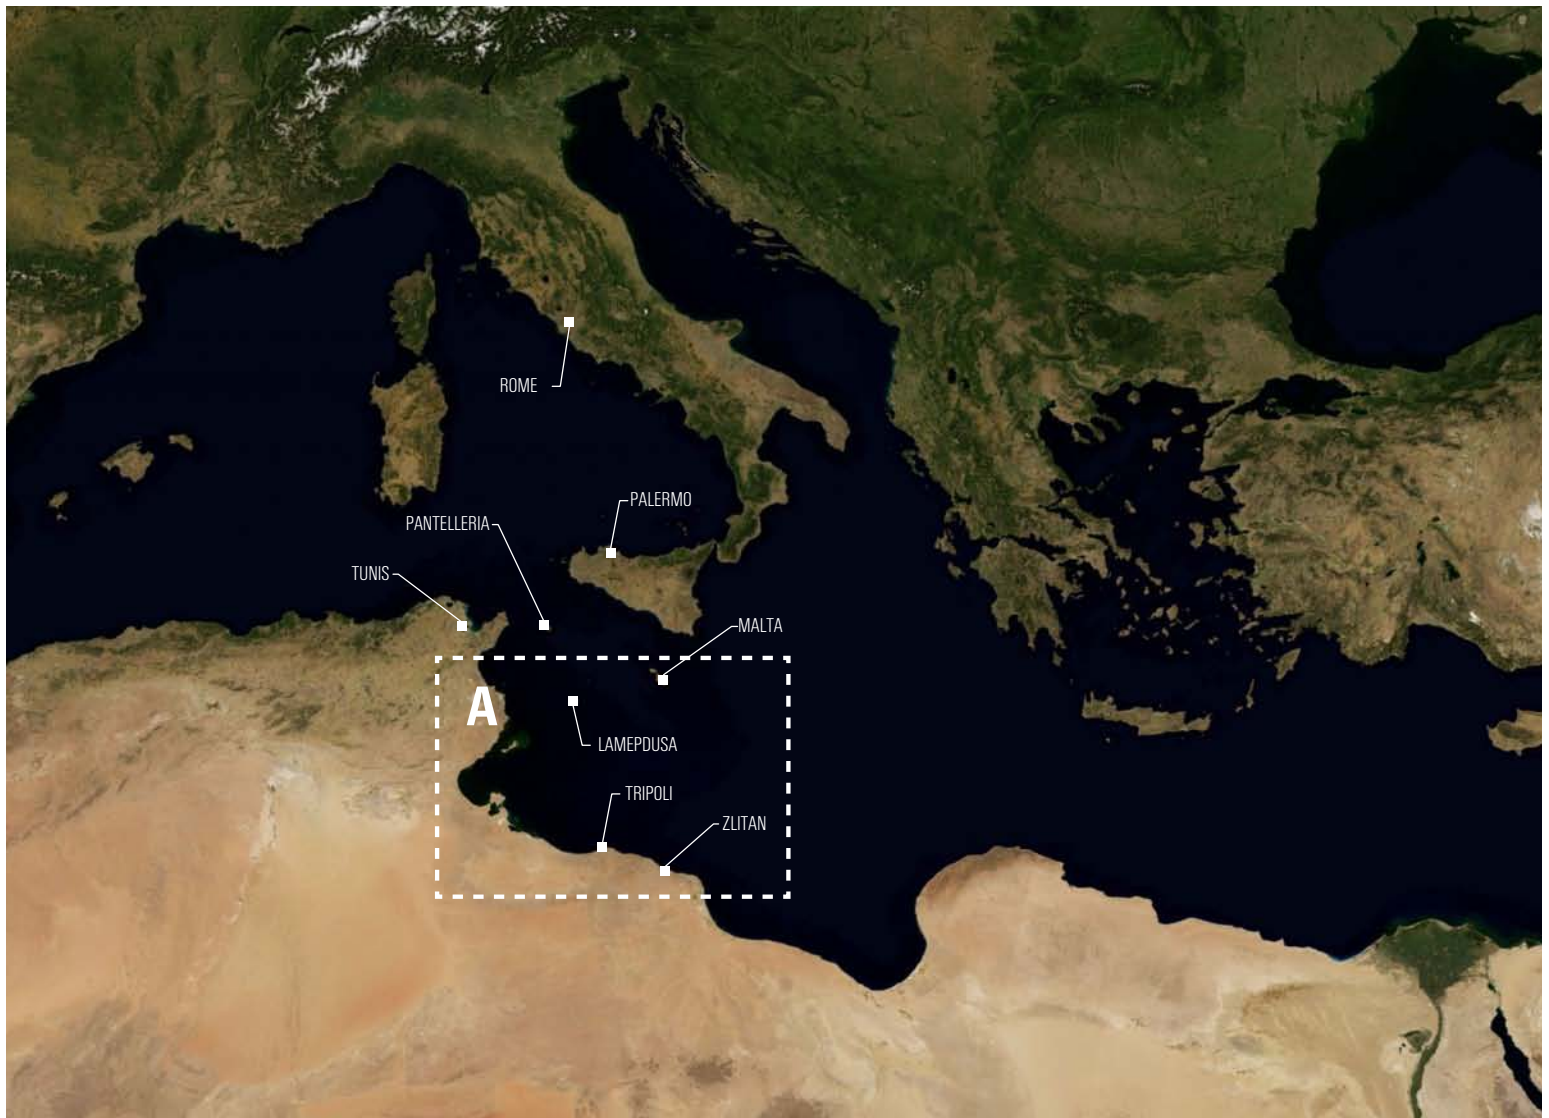 ROME
PALERMO
PANTELLERIA
TUNIS
MALTA
A
LAMEPDUSA
TRIPOLI
ZLITAN